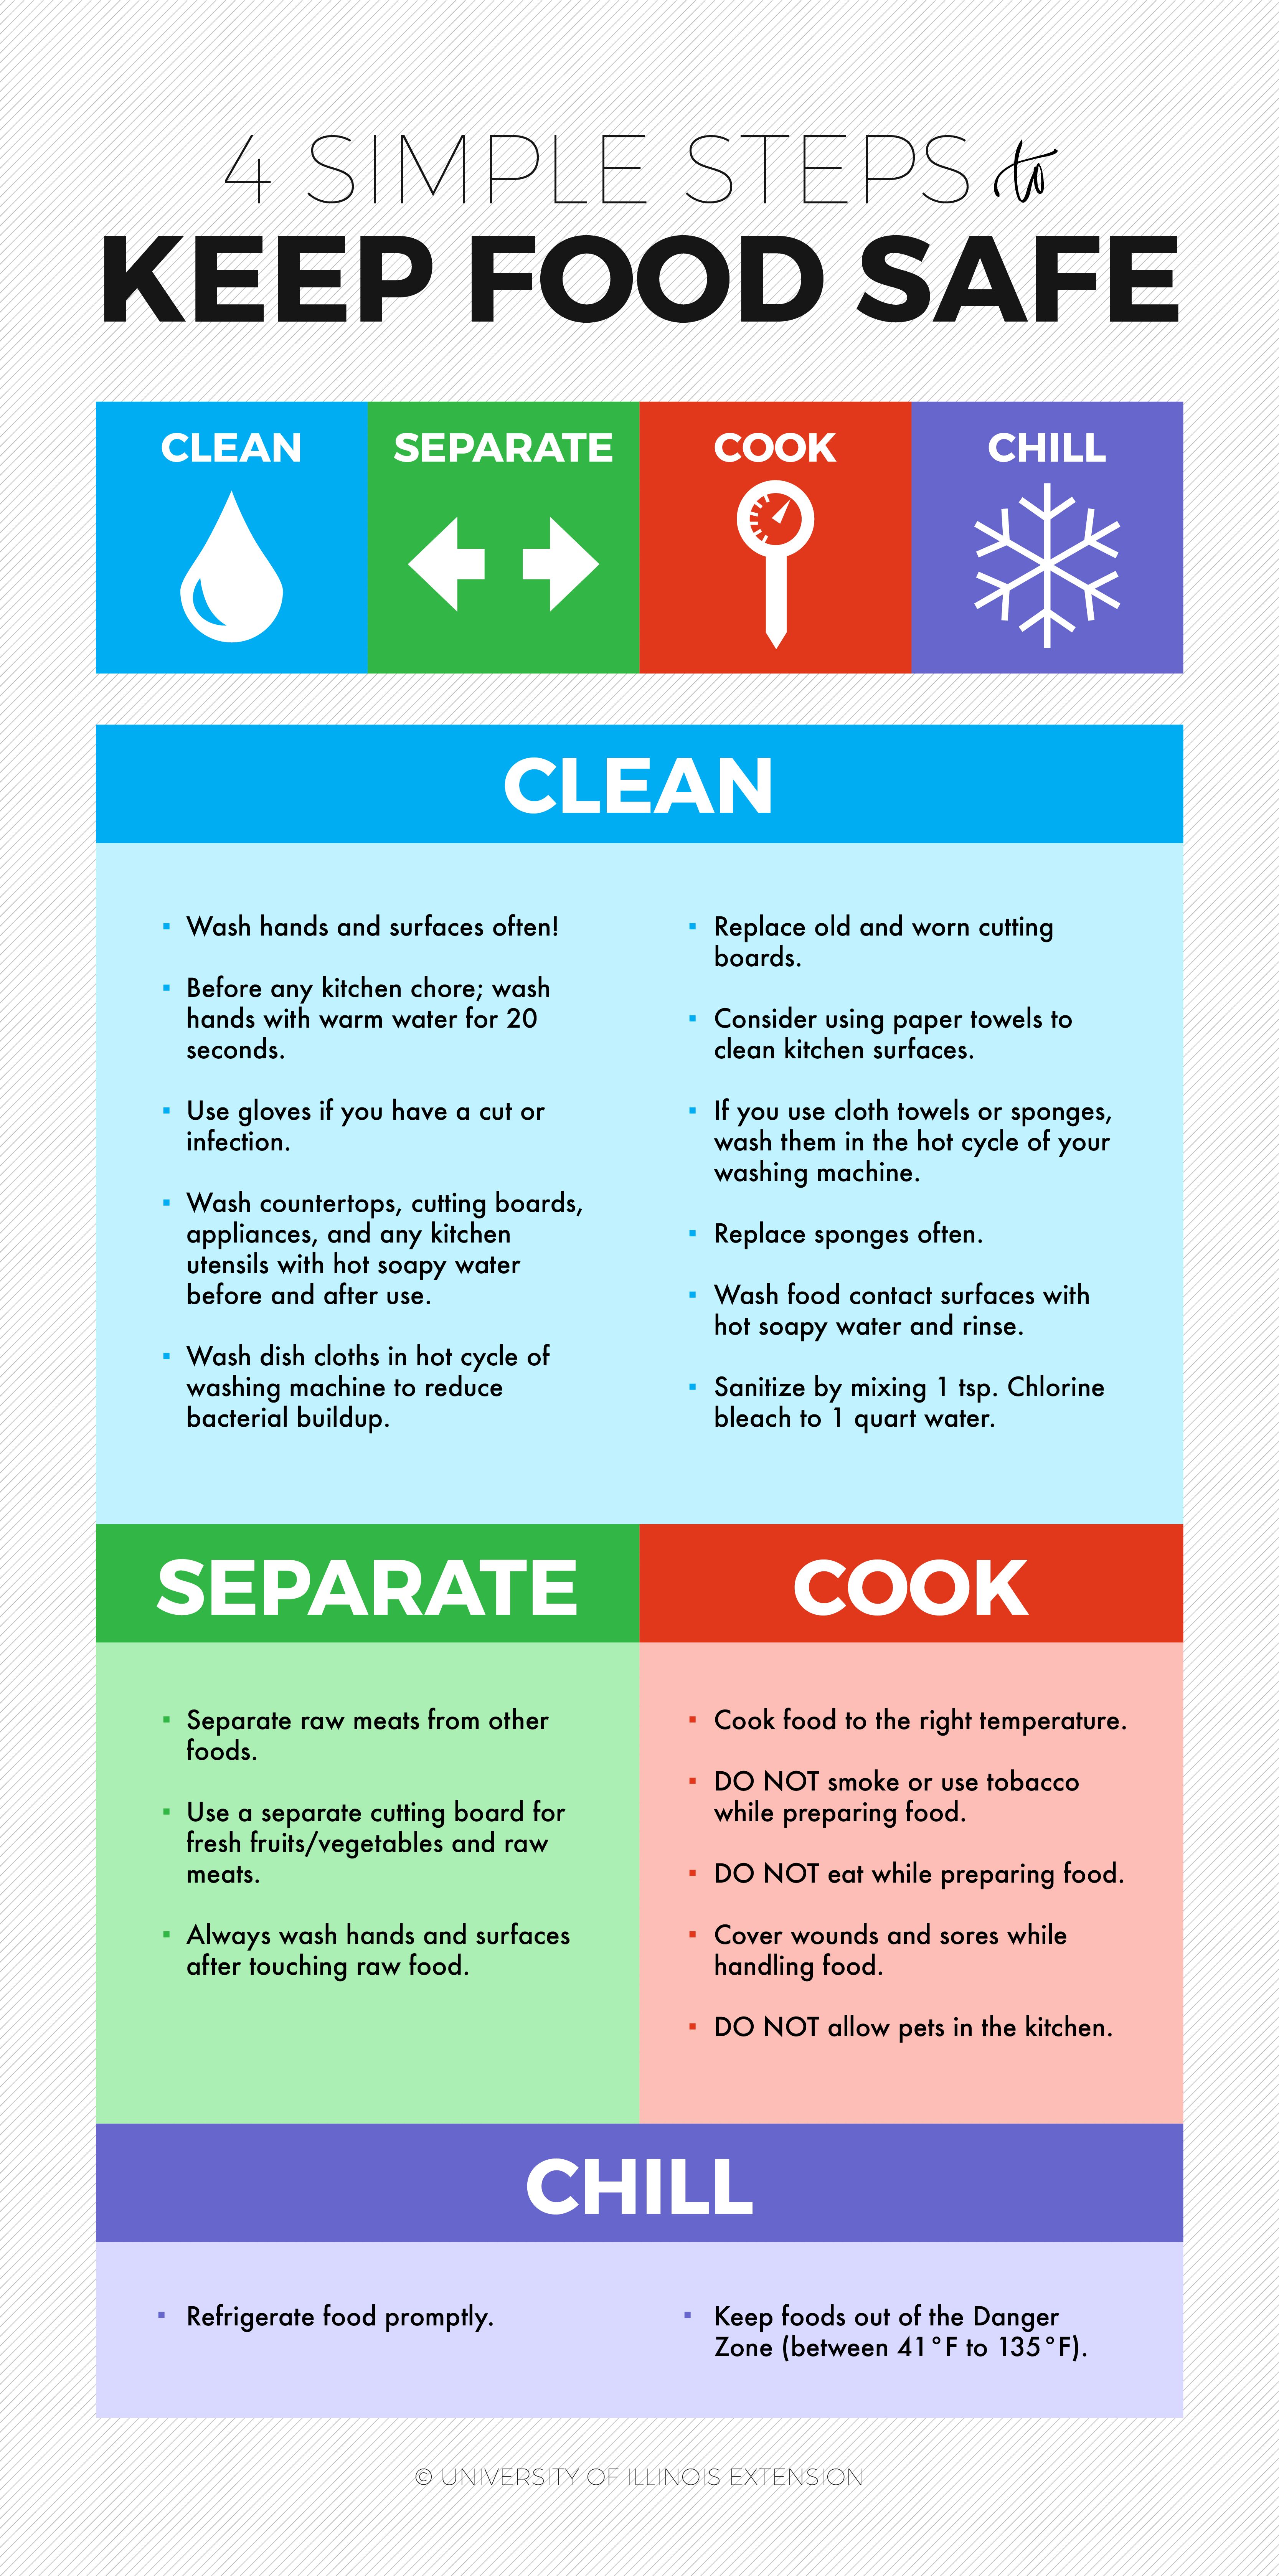 4 SIMPLE STEPS to
KEEP FOOD SAFE
CLEAN
SEPARATE
COOK
CHILL
CLEAN
Wash hands and surfaces often!
Before any kitchen chore; wash
hands with warm water for 20
seconds.
Use gloves if you have a cut or
infection.
Wash countertops, cutting boards,
appliances, and any kitchen
utensils with hot soapy water
before and after use.
Wash dish cloths in hot cycle of
washing machine to reduce
bacterial buildup.
Replace old and worn cutting
boards.
Consider using paper towels to
clean kitchen surfaces.
If you use cloth towels or sponges,
wash them in the hot cycle of your
washing machine.
Replace sponges often.
Wash food contact surfaces with
hot soapy water and rinse.
Sanitize by mixing 1 tsp. Chlorine
bleach to 1 quart water.
SEPARATE
Separate raw meats from other
foods.
Use a separate cutting board for
fresh fruits/vegetables and raw
meats.
Always wash hands and surfaces
after touching raw food.
COOK
Cook food to the right temperature.
DO NOT smoke or use tobacco
while preparing food.
DO NOT eat while preparing food.
Cover wounds and sores while
handling food.
DO NOT allow pets in the kitchen.
CHILL
Refrigerate food promptly.
Keep foods out of the Danger
Zone (between 41°F to 135°F).
© UNIVERSITY OF ILLINOIS EXTENSION